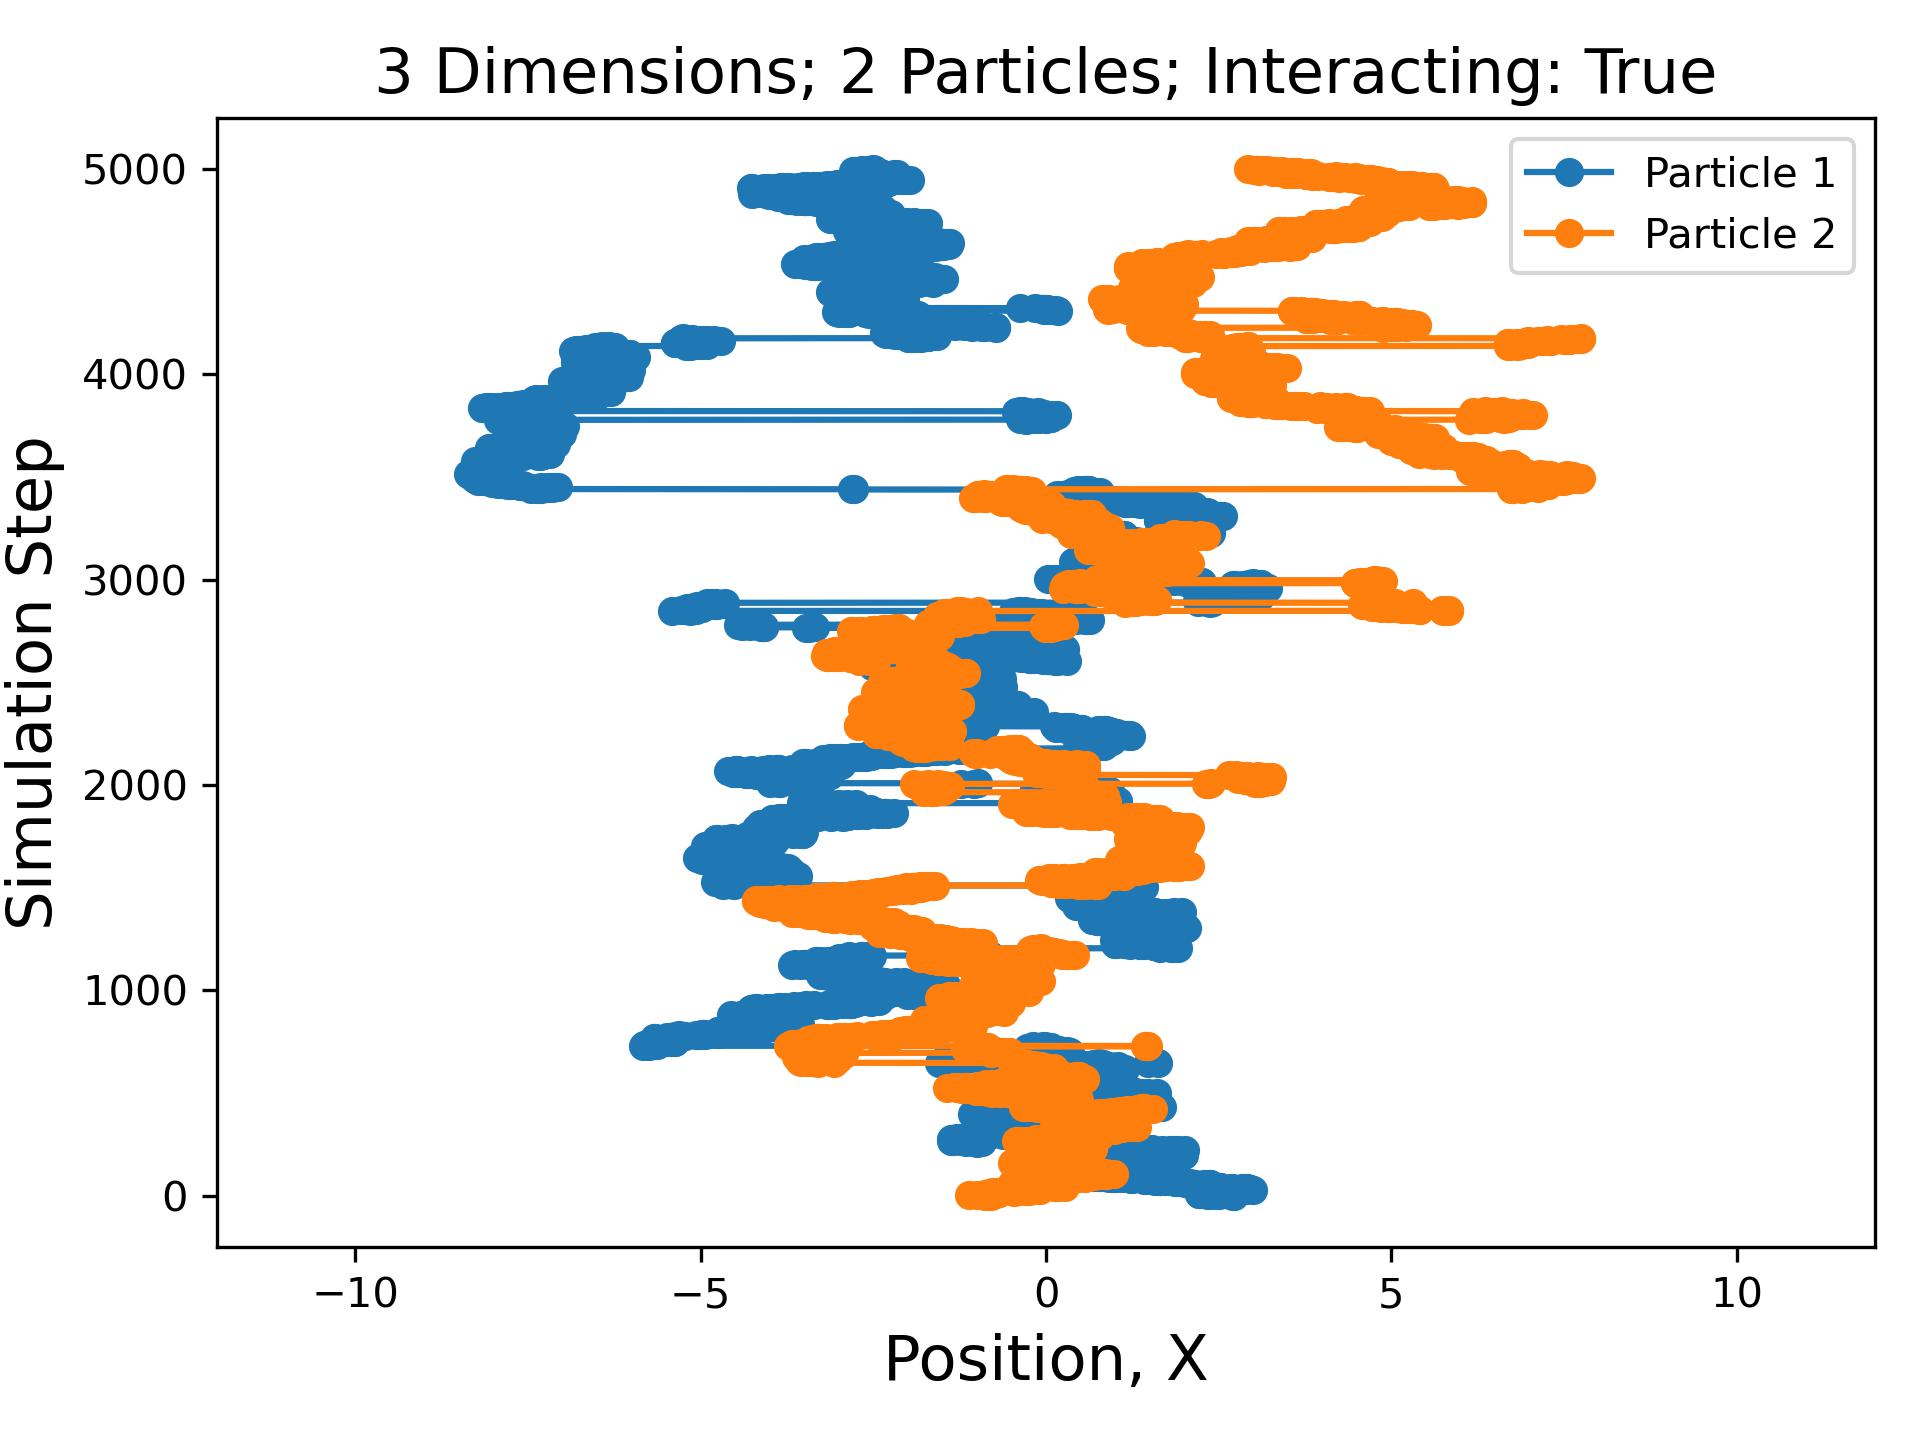 3 Dimensions; 2 Particles; Interacting: True
Particle 1
Particle 2
5000
4000
3000
2000
1000
0
Simulation Step
−10
−5
0
5
10
Position, X